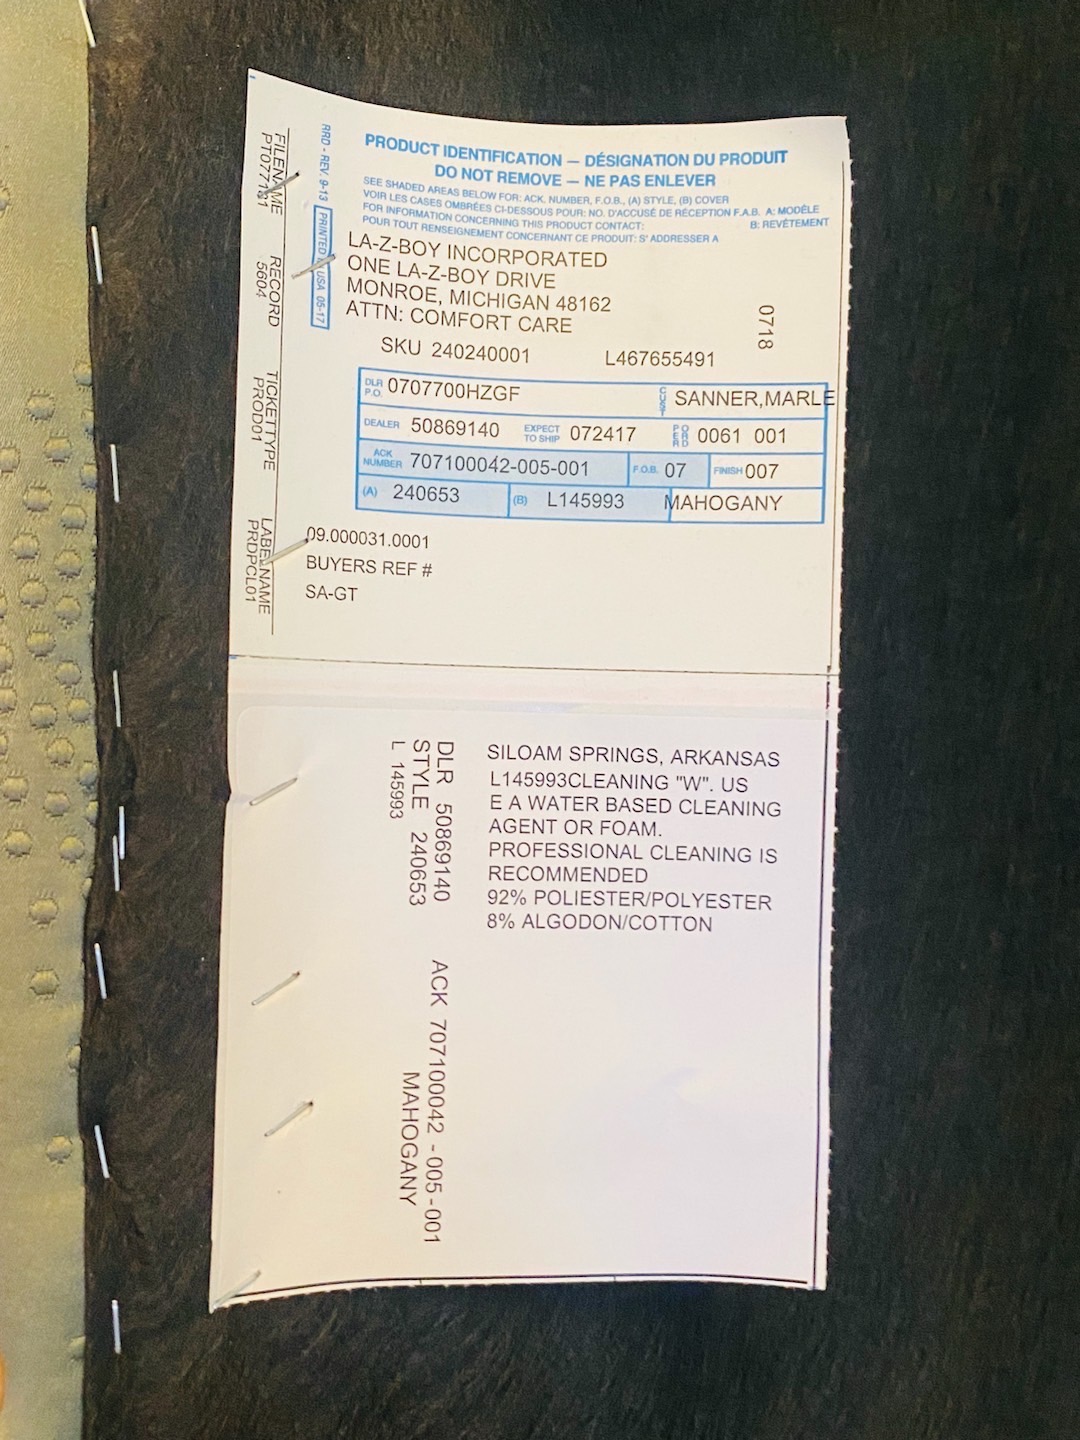 PRODUCT IDENTIFICATION – DÉSIGNATION DU PRODUIT
DO NOT REMOVE – NE PAS ENLEVER
SEE SHADED AREAS BELOW FOR: ACK. NUMBER, F.O.B., (A) STYLE, (B) COVER
VOIR LES CASES OMBRÉES CI-DESSOUS POUR: NO. D'ACCUSÉ DE RÉCEPTION F.A.B. A: MODÈLE
B: REVÊTEMENT
FOR INFORMATION CONCERNING THIS PRODUCT CONTACT:
POUR TOUT RENSEIGNEMENT CONCERNANT CE PRODUIT: S' ADDRESSER A
LA-Z-BOY INCORPORATED
ONE LA-Z-BOY DRIVE
MONROE, MICHIGAN 48162
ATTN: COMFORT CARE
0718
SKU 240240001 L467655491
DLR P.O. 0707700HZGF CUST SANNER,MARLE
DEALER 50869140 EXPECT TO SHIP 072417 PER ORD 0061 001
ACK NUMBER 707100042-005-001 F.O.B. 07 FINISH 007
(A) 240653 (B) L145993 MAHOGANY
09.000031.0001
BUYERS REF #
SA-GT
RRD - REV. 9-13 PRINTED IN USA 05-17
FILENAME RECORD TICKETTYPE LABELNAME
PT077131 5604 PROD01 PRDPCL01
SILOAM SPRINGS, ARKANSAS
L145993CLEANING "W". US
E A WATER BASED CLEANING
AGENT OR FOAM.
PROFESSIONAL CLEANING IS
RECOMMENDED
92% POLIESTER/POLYESTER
8% ALGODON/COTTON
DLR 50869140 ACK 707100042 -005-001
STYLE 240653 MAHOGANY
L 145993